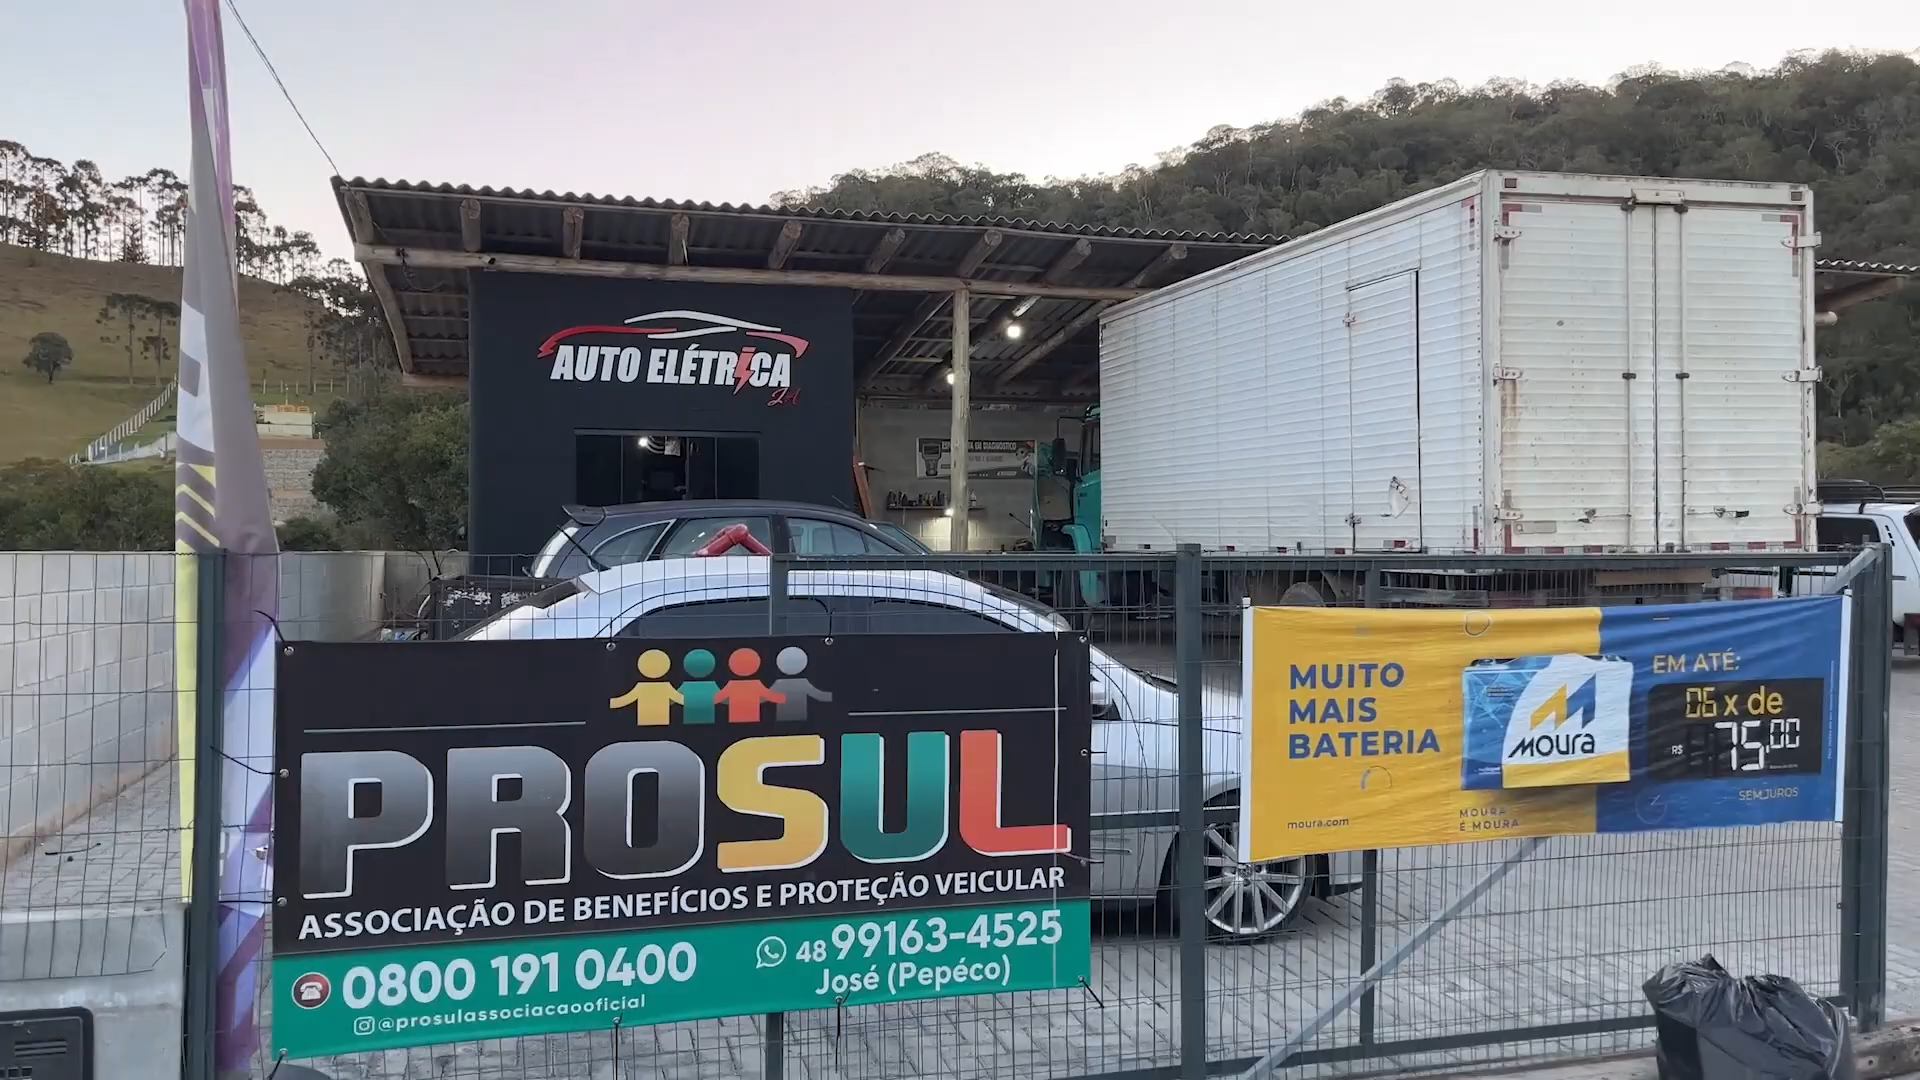 AUTO ELÉTRICA
JA
PROSUL
ASSOCIAÇÃO DE BENEFÍCIOS E PROTEÇÃO VEICULAR
0800 191 0400
@prosulassociacaooficial
48 99163-4525
José (Pepéco)
MUITO
MAIS
BATERIA
moura.com
moura
MOURA
É MOURA
EM ATÉ:
06 x de
R$ 75,00
SEM JUROS